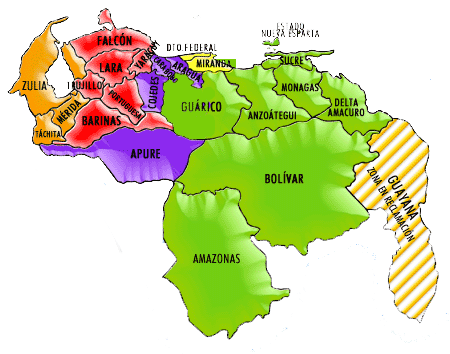 ESTADO
NUEVA ESPARTA
FALCÓN
DTO.FEDERAL
LARA
YARACUY
CARABOBO
ARAGUA
MIRANDA
SUCRE
ZULIA
TRUJILLO
COJEDES
MONAGAS
PORTUGUESA
GUÁRICO
DELTA
AMACURO
MÉRIDA
ANZOÁTEGUI
BARINAS
TÁCHITA
APURE
BOLÍVAR
GUAYANA
ZONA EN RECLAMACIÓN
AMAZONAS